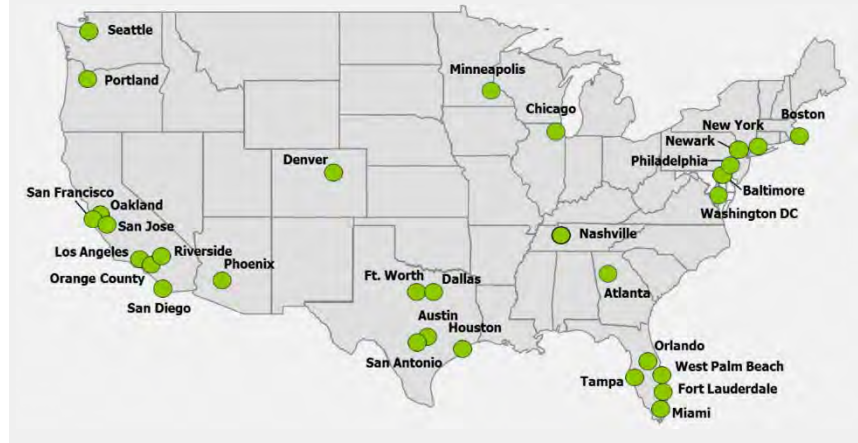 Seattle
Portland
Minneapolis
Chicago
Boston
New York
Newark
Philadelphia
Baltimore
Washington DC
Denver
San Francisco
Oakland
San Jose
Los Angeles
Riverside
Orange County
Phoenix
San Diego
Nashville
Ft. Worth
Dallas
Atlanta
Austin
Houston
San Antonio
Orlando
West Palm Beach
Tampa
Fort Lauderdale
Miami